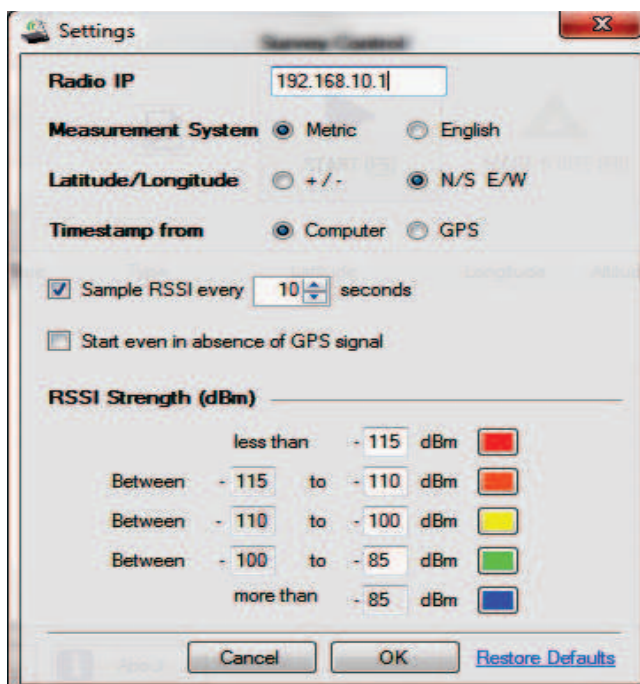 Settings
Survey Control
Radio IP 192.168.10.1
Measurement System Metric English
Latitude/Longitude + / - N/S E/W
Timestamp from Computer GPS
Sample RSSI every 10 seconds
Start even in absence of GPS signal
RSSI Strength (dBm)
less than - 115 dBm
Between - 115 to - 110 dBm
Between - 110 to - 100 dBm
Between - 100 to - 85 dBm
more than - 85 dBm
Cancel OK Restore Defaults